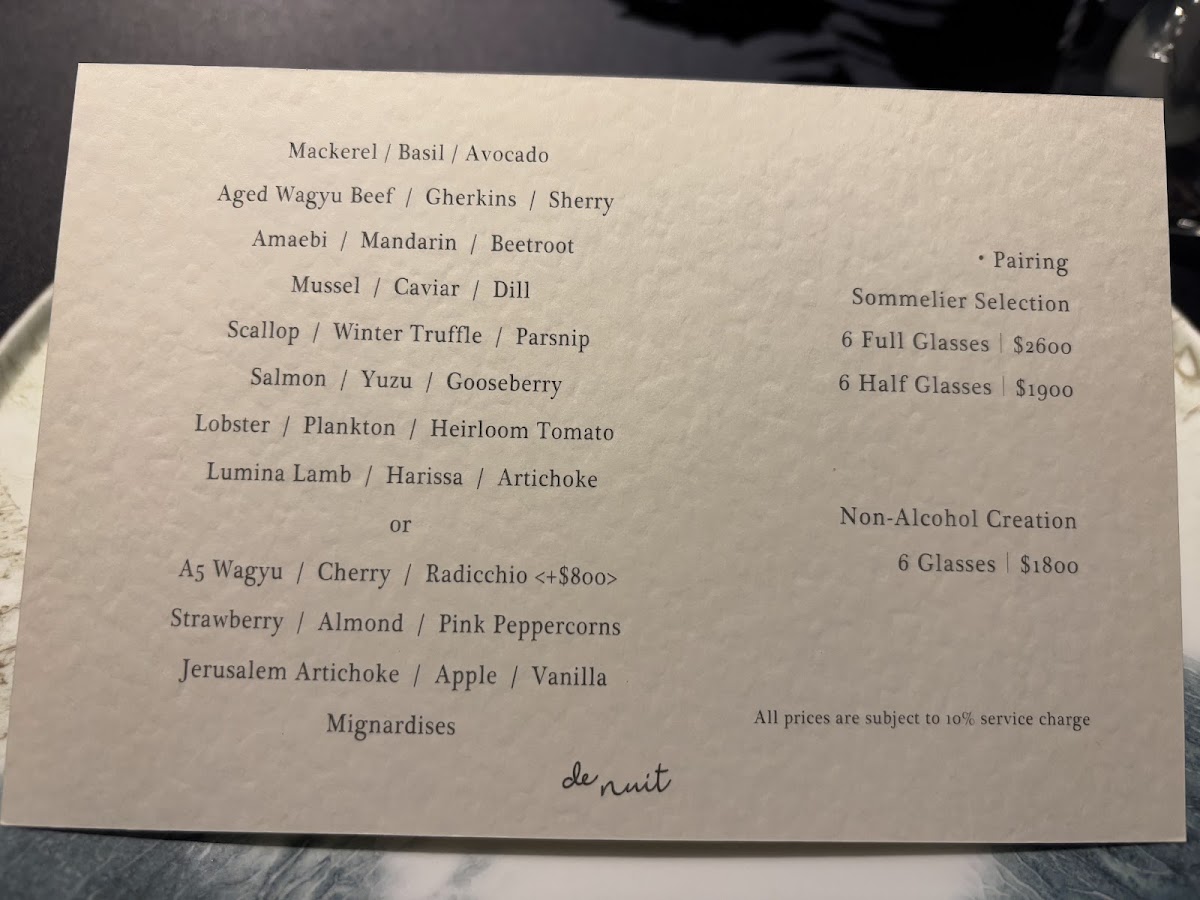 Mackerel / Basil / Avocado
Aged Wagyu Beef / Gherkins / Sherry
Amaebi / Mandarin / Beetroot
Mussel / Caviar / Dill
Scallop / Winter Truffle / Parsnip
Salmon / Yuzu / Gooseberry
Lobster / Plankton / Heirloom Tomato
Lumina Lamb / Harissa / Artichoke
or
A5 Wagyu / Cherry / Radicchio <+$800>
Strawberry / Almond / Pink Peppercorns
Jerusalem Artichoke / Apple / Vanilla
Mignardises
• Pairing
Sommelier Selection
6 Full Glasses | $2600
6 Half Glasses | $1900
Non-Alcohol Creation
6 Glasses | $1800
All prices are subject to 10% service charge
de nuit